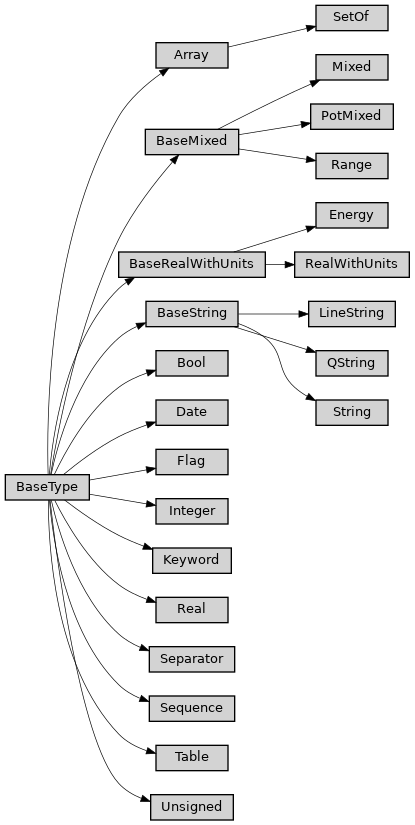 SetOf
Array
Mixed
PotMixed
BaseMixed
Range
Energy
BaseRealWithUnits
RealWithUnits
BaseString
LineString
Bool
QString
Date
String
Flag
BaseType
Integer
Keyword
Real
Separator
Sequence
Table
Unsigned